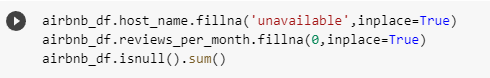 airbnb_df.host_name.fillna('unavailable',inplace=True)
airbnb_df.reviews_per_month.fillna(0,inplace=True)
airbnb_df.isnull().sum()